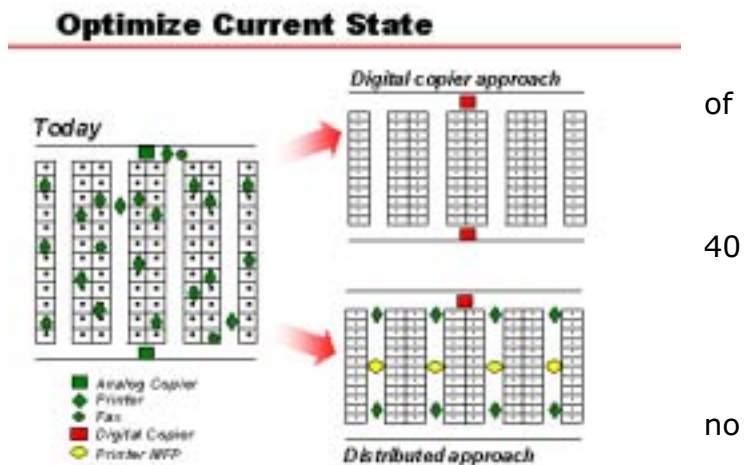 Optimize Current State
Digital copier approach
of
Today
40
Analog Copier
Printer
Fax
Digital Copier
Printer MFP
no
Distributed approach